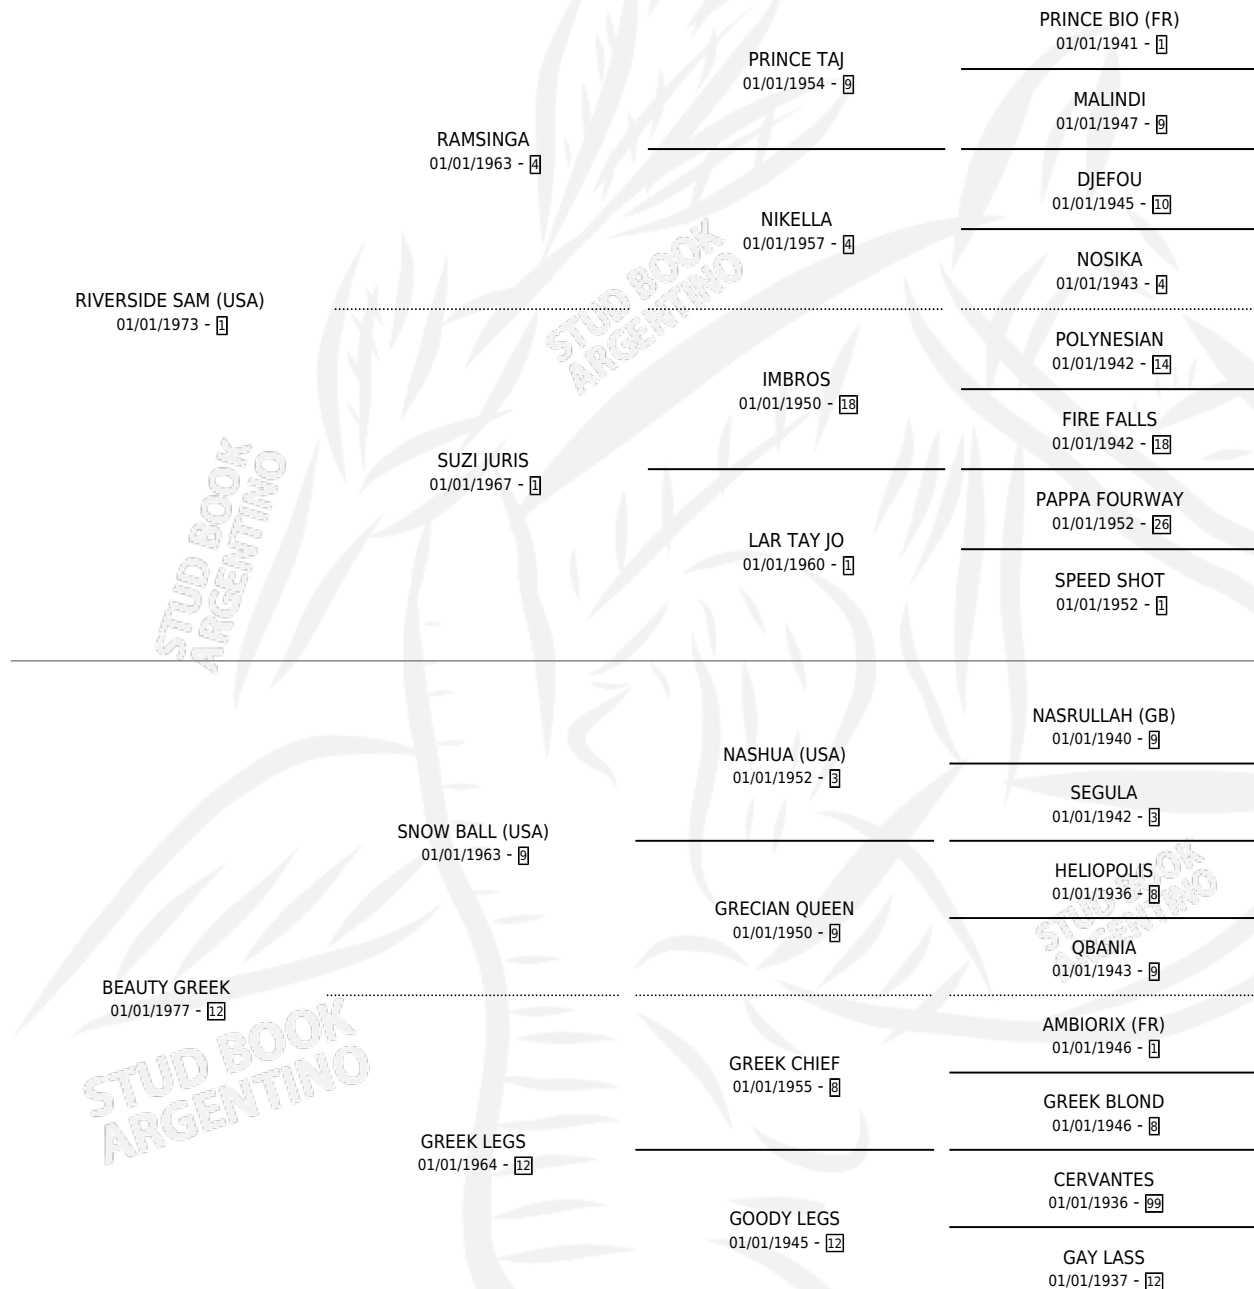 PRINCE BIO (FR)
01/01/1941 - 1
PRINCE TAJ
01/01/1954 - 9
MALINDI
01/01/1947 - 9
RAMSINGA
01/01/1963 - 4
DJEFOU
01/01/1945 - 10
NIKELLA
01/01/1957 - 4
NOSIKA
01/01/1943 - 4
RIVERSIDE SAM (USA)
01/01/1973 - 1
POLYNESIAN
01/01/1942 - 14
IMBROS
01/01/1950 - 18
FIRE FALLS
01/01/1942 - 18
SUZI JURIS
01/01/1967 - 1
PAPPA FOURWAY
01/01/1952 - 26
LAR TAY JO
01/01/1960 - 1
SPEED SHOT
01/01/1952 - 1
NASRULLAH (GB)
01/01/1940 - 9
NASHUA (USA)
01/01/1952 - 3
SEGULA
01/01/1942 - 3
SNOW BALL (USA)
01/01/1963 - 9
HELIOPOLIS
01/01/1936 - 8
GRECIAN QUEEN
01/01/1950 - 9
QBANIA
01/01/1943 - 9
BEAUTY GREEK
01/01/1977 - 12
AMBIORIX (FR)
01/01/1946 - 1
GREEK CHIEF
01/01/1955 - 8
GREEK BLOND
01/01/1946 - 8
GREEK LEGS
01/01/1964 - 12
CERVANTES
01/01/1936 - 99
GOODY LEGS
01/01/1945 - 12
GAY LASS
01/01/1937 - 12
STUD BOOK
ARGENTINO
STUD BOOK
ARGENTINO
STUD BOOK
ARGENTINO
STUD BOOK
ARGENTINO